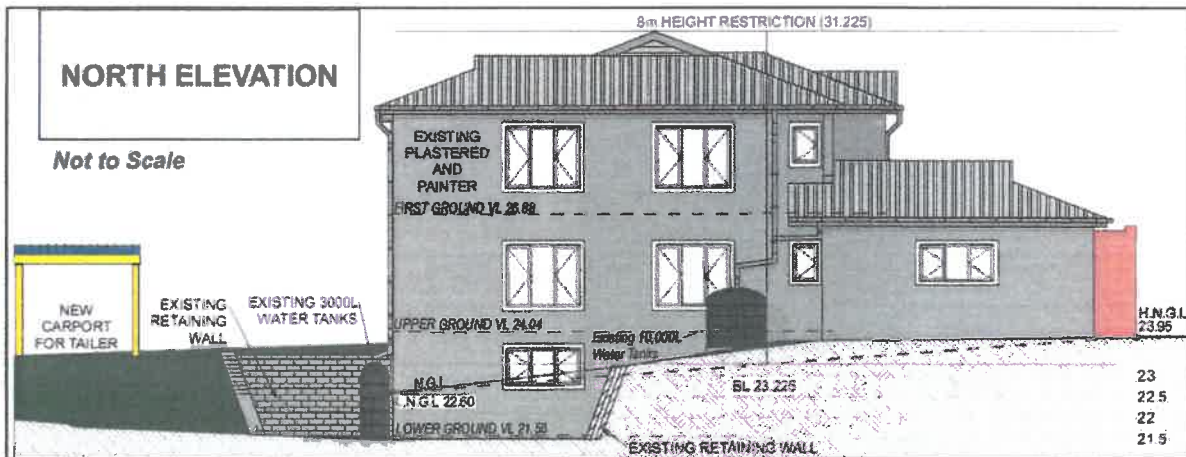 8m HEIGHT RESTRICTION (31.225)
NORTH ELEVATION
Not to Scale
EXISTING
PLASTERED
AND
PAINTER
FIRST GROUND VL 26.69
NEW
CARPORT
FOR TAILER
EXISTING
RETAINING
WALL
EXISTING 3000L
WATER TANKS
UPPER GROUND VL 24.04
Existing 10,000L
Water Tanks
H.N.G.L
23.95
N.G.L
L.N.G.L 22.60
BL 23.225
23
22.5
22
21.5
LOWER GROUND VL
EXISTING RETAINING WALL